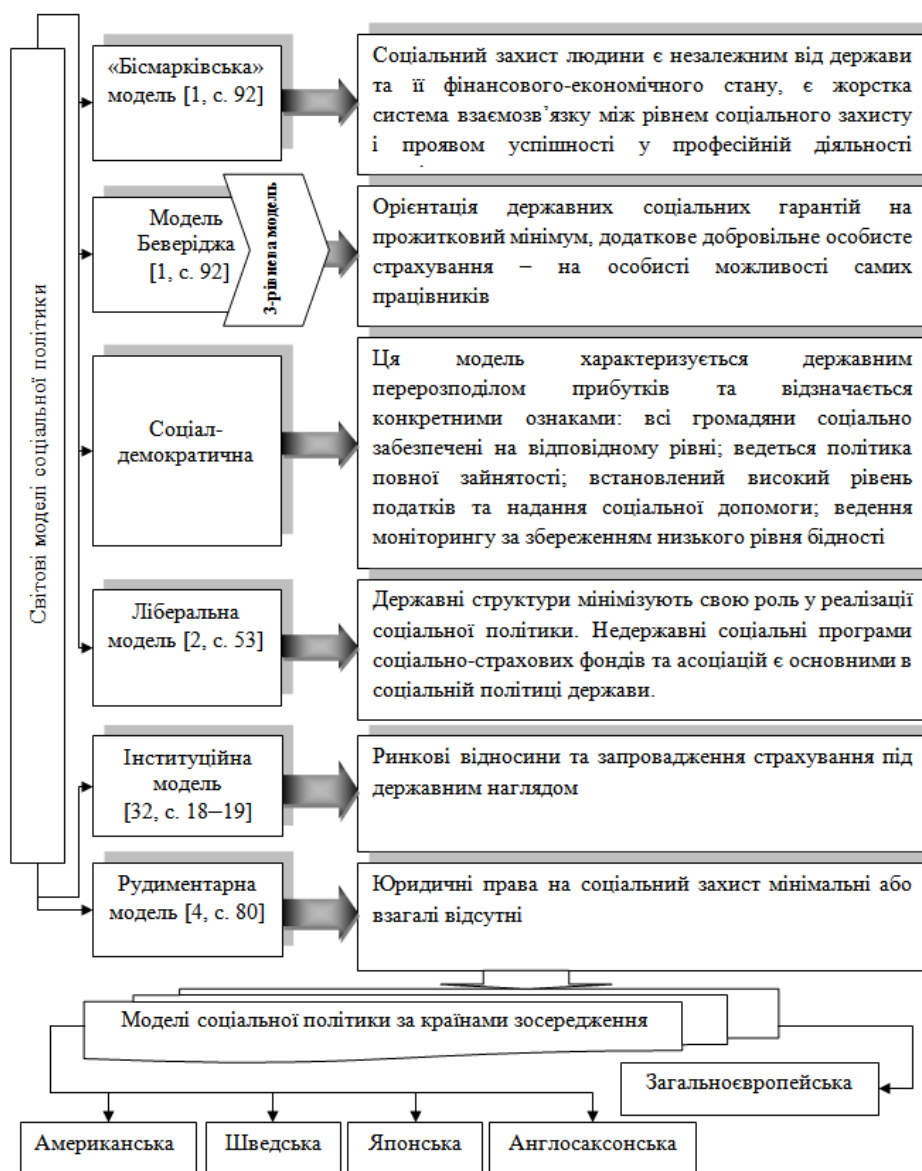 Світові моделі соціальної політики
«Бісмарківська»
модель [1, с. 92]
Соціальний захист людини є незалежним від держави
та її фінансового-економічного стану, є жорстка
система взаємозв’язку між рівнем соціального захисту
і проявом успішності у професійній діяльності
Модель
Беверіджа
[1, с. 92]
3-рівнева модель
Орієнтація державних соціальних гарантій на
прожитковий мінімум, додаткове добровільне особисте
страхування – на особисті можливості самих
працівників
Соціал-
демократична
Ця модель характеризується державним
перерозподілом прибутків та відзначається
конкретними ознаками: всі громадяни соціально
забезпечені на відповідному рівні; ведеться політика
повної зайнятості; встановлений високий рівень
податків та надання соціальної допомоги; ведення
моніторингу за збереженням низького рівня бідності
Ліберальна
модель [2, с. 53]
Державні структури мінімізують свою роль у реалізації
соціальної політики. Недержавні соціальні програми
соціально-страхових фондів та асоціацій є основними в
соціальній політиці держави.
Інституційна
модель
[32, с. 18–19]
Ринкові відносини та запровадження страхування під
державним наглядом
Рудиментарна
модель [4, с. 80]
Юридичні права на соціальний захист мінімальні або
взагалі відсутні
Моделі соціальної політики за країнами зосередження
Загальноєвропейська
Американська
Шведська
Японська
Англосаксонська